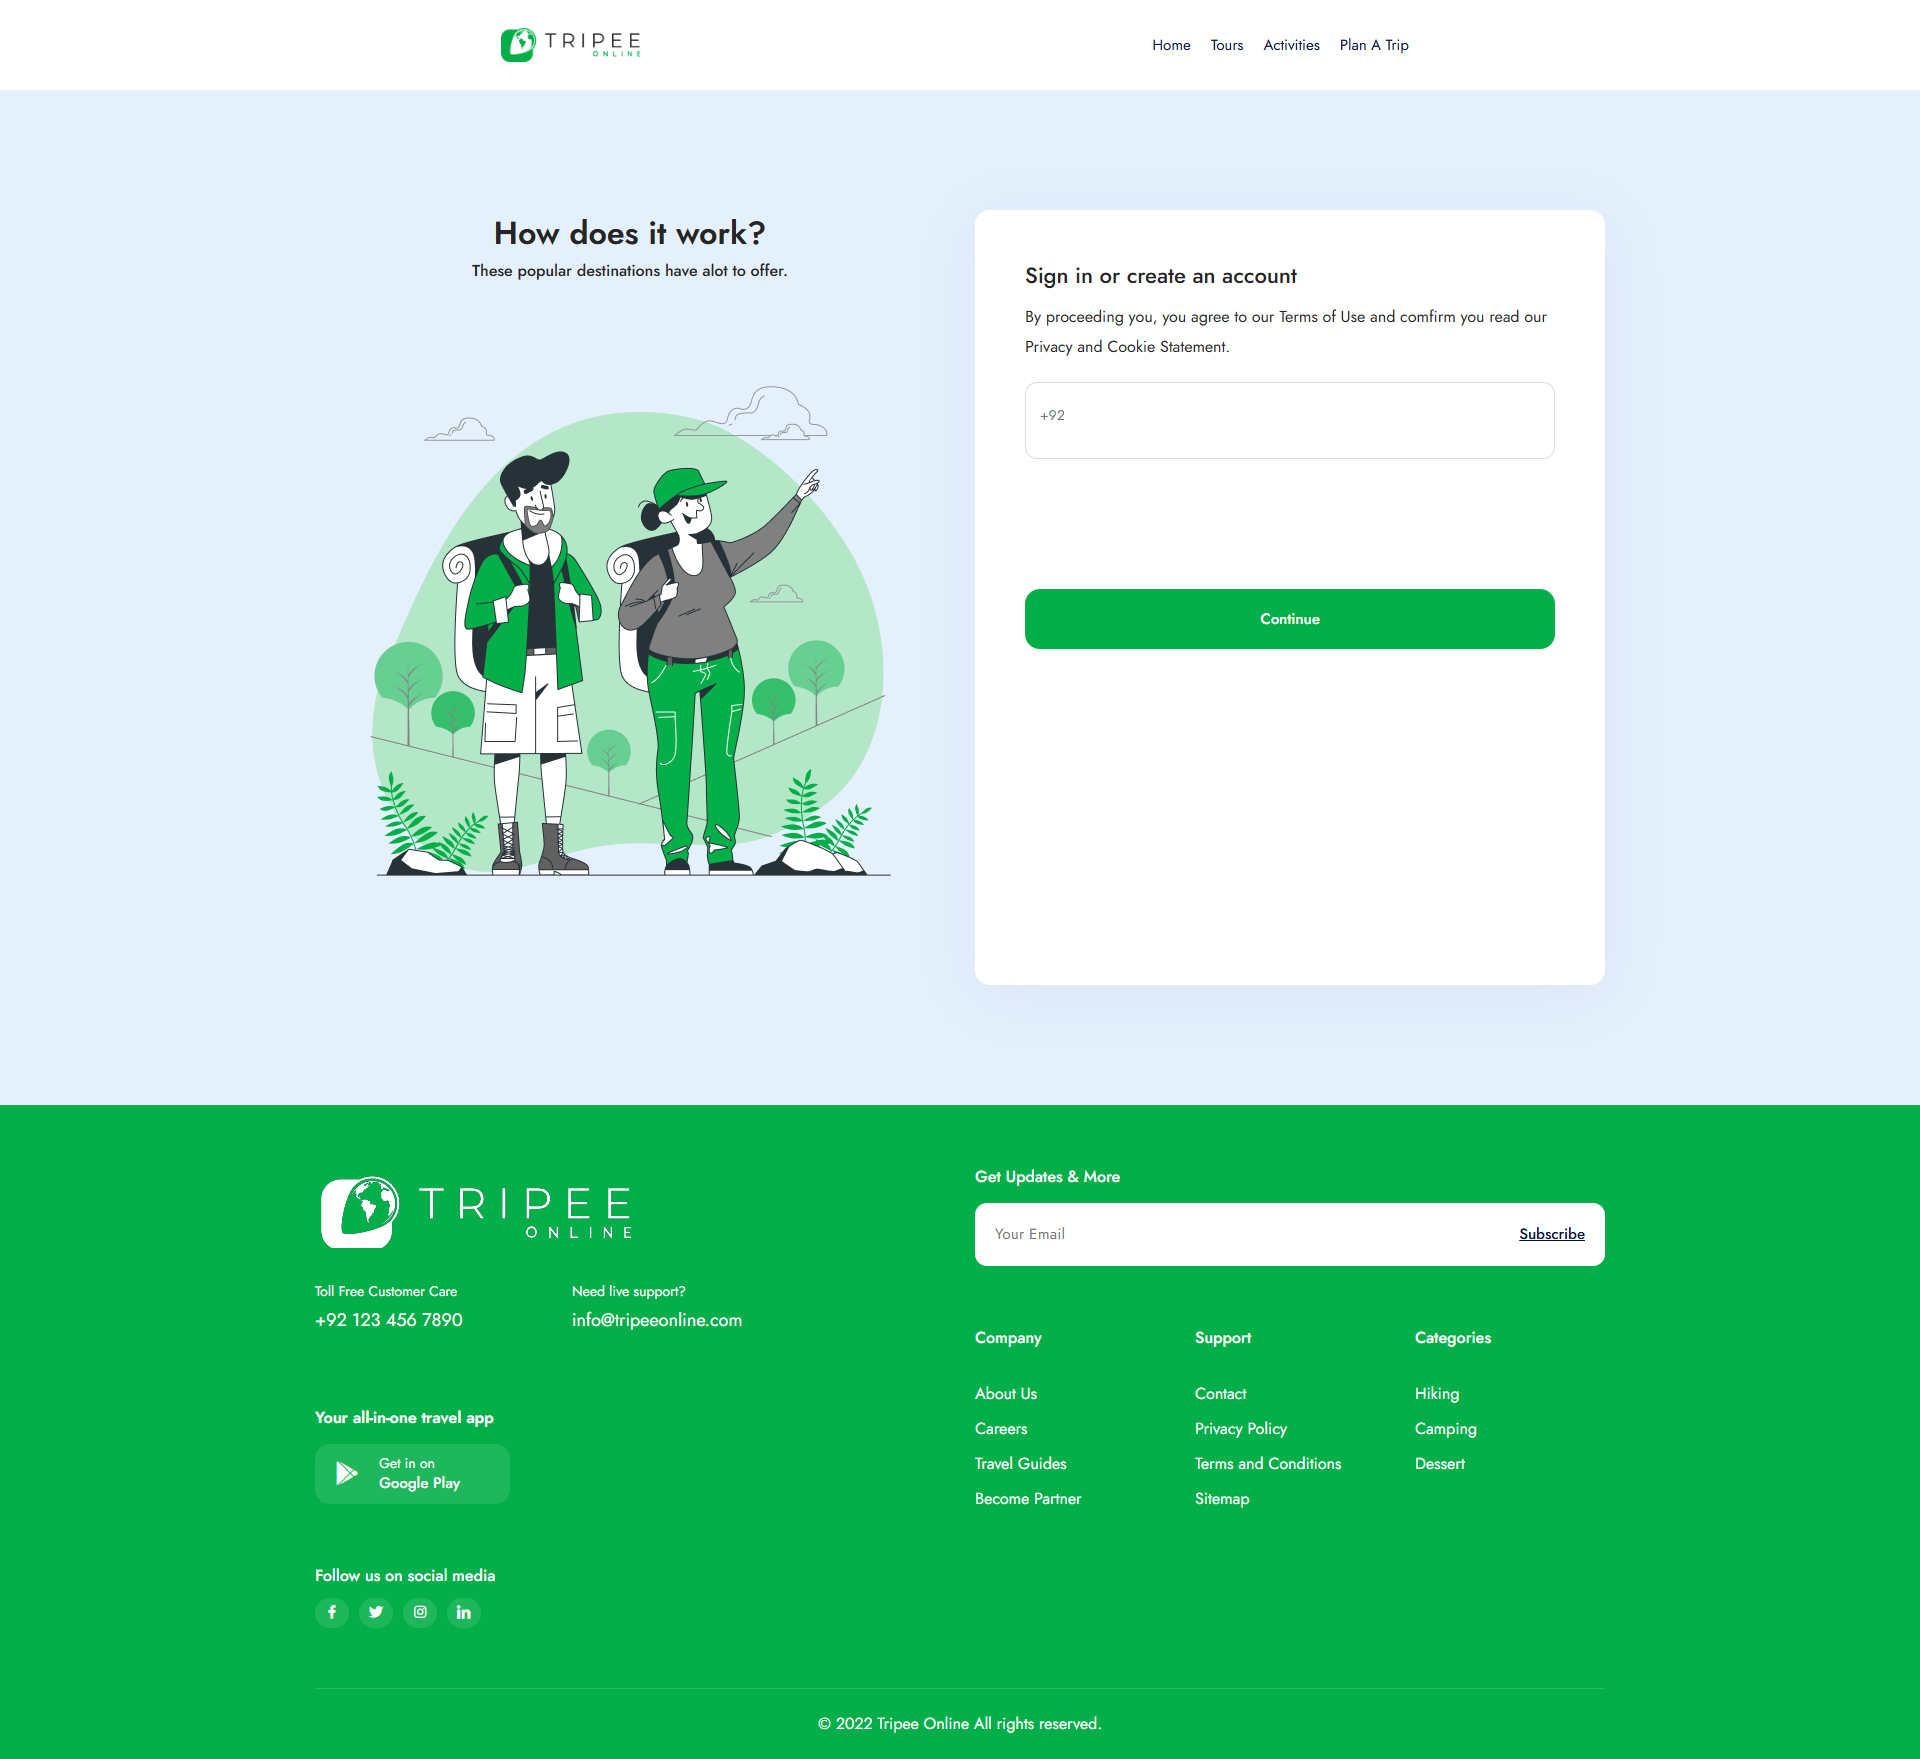 TRIPEE
ONLINE
Home Tours Activities Plan A Trip
How does it work?
These popular destinations have alot to offer.
Sign in or create an account
By proceeding you, you agree to our Terms of Use and comfirm you read our
Privacy and Cookie Statement.
+92
Continue
TRIPEE
ONLINE
Toll Free Customer Care
+92 123 456 7890
Need live support?
info@tripeeonline.com
Your all-in-one travel app
Get in on
Google Play
Follow us on social media
Get Updates & More
Your Email Subscribe
Company
About Us
Careers
Travel Guides
Become Partner
Support
Contact
Privacy Policy
Terms and Conditions
Sitemap
Categories
Hiking
Camping
Dessert
© 2022 Tripee Online All rights reserved.